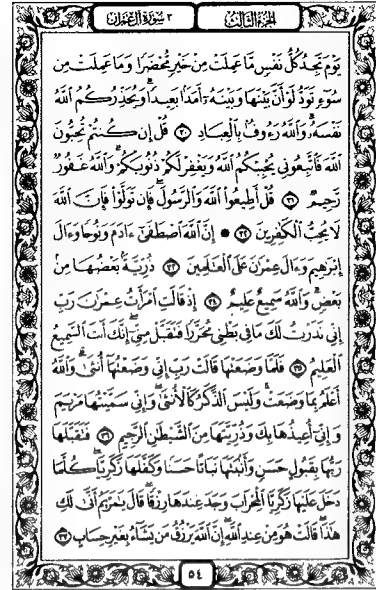 الجزء الثالث
٣ سورة آل عمران
يَوْمَ تَجِدُ كُلُّ نَفْسٍ مَّا عَمِلَتْ مِنْ خَيْرٍ مُّحْضَرًا وَمَا عَمِلَتْ مِن
سُوٓءٍ تَوَدُّ لَوْ أَنَّ بَيْنَهَا وَبَيْنَهُۥٓ أَمَدَۢا بَعِيدًا ۗ وَيُحَذِّرُكُمُ ٱللَّهُ
نَفْسَهُۥ ۗ وَٱللَّهُ رَءُوفٌۢ بِٱلْعِبَادِ ٣٠ قُلْ إِن كُنتُمْ تُحِبُّونَ
ٱللَّهَ فَٱتَّبِعُونِى يُحْبِبْكُمُ ٱللَّهُ وَيَغْفِرْ لَكُمْ ذُنُوبَكُمْ ۗ وَٱللَّهُ غَفُورٌ
رَّحِيمٌ ٣١ قُلْ أَطِيعُوا۟ ٱللَّهَ وَٱلرَّسُولَ ۖ فَإِن تَوَلَّوْا۟ فَإِنَّ ٱللَّهَ
لَا يُحِبُّ ٱلْكَٰفِرِينَ ٣٢ ۞ إِنَّ ٱللَّهَ ٱصْطَفَىٰٓ ءَادَمَ وَنُوحًا وَءَالَ
إِبْرَٰهِيمَ وَءَالَ عِمْرَٰنَ عَلَى ٱلْعَٰلَمِينَ ٣٣ ذُرِّيَّةَۢ بَعْضُهَا مِنۢ
بَعْضٍ ۗ وَٱللَّهُ سَمِيعٌ عَلِيمٌ ٣٤ إِذْ قَالَتِ ٱمْرَأَتُ عِمْرَٰنَ رَبِّ
إِنِّى نَذَرْتُ لَكَ مَا فِى بَطْنِى مُحَرَّرًا فَتَقَبَّلْ مِنِّىٓ ۖ إِنَّكَ أَنتَ ٱلسَّمِيعُ
ٱلْعَلِيمُ ٣٥ فَلَمَّا وَضَعَتْهَا قَالَتْ رَبِّ إِنِّى وَضَعْتُهَآ أُنثَىٰ وَٱللَّهُ
أَعْلَمُ بِمَا وَضَعَتْ وَلَيْسَ ٱلذَّكَرُ كَٱلْأُنثَىٰ ۖ وَإِنِّى سَمَّيْتُهَا مَرْيَمَ
وَإِنِّىٓ أُعِيذُهَا بِكَ وَذُرِّيَّتَهَا مِنَ ٱلشَّيْطَٰنِ ٱلرَّجِيمِ ٣٦ فَتَقَبَّلَهَا
رَبُّهَا بِقَبُولٍ حَسَنٍ وَأَنۢبَتَهَا نَبَاتًا حَسَنًا وَكَفَّلَهَا زَكَرِيَّا ۖ كُلَّمَا
دَخَلَ عَلَيْهَا زَكَرِيَّا ٱلْمِحْرَابَ وَجَدَ عِندَهَا رِزْقًا ۖ قَالَ يَٰمَرْيَمُ أَنَّىٰ لَكِ
هَٰذَا ۖ قَالَتْ هُوَ مِنْ عِندِ ٱللَّهِ ۖ إِنَّ ٱللَّهَ يَرْزُقُ مَن يَشَآءُ بِغَيْرِ حِسَابٍ ٣٧
٥٤